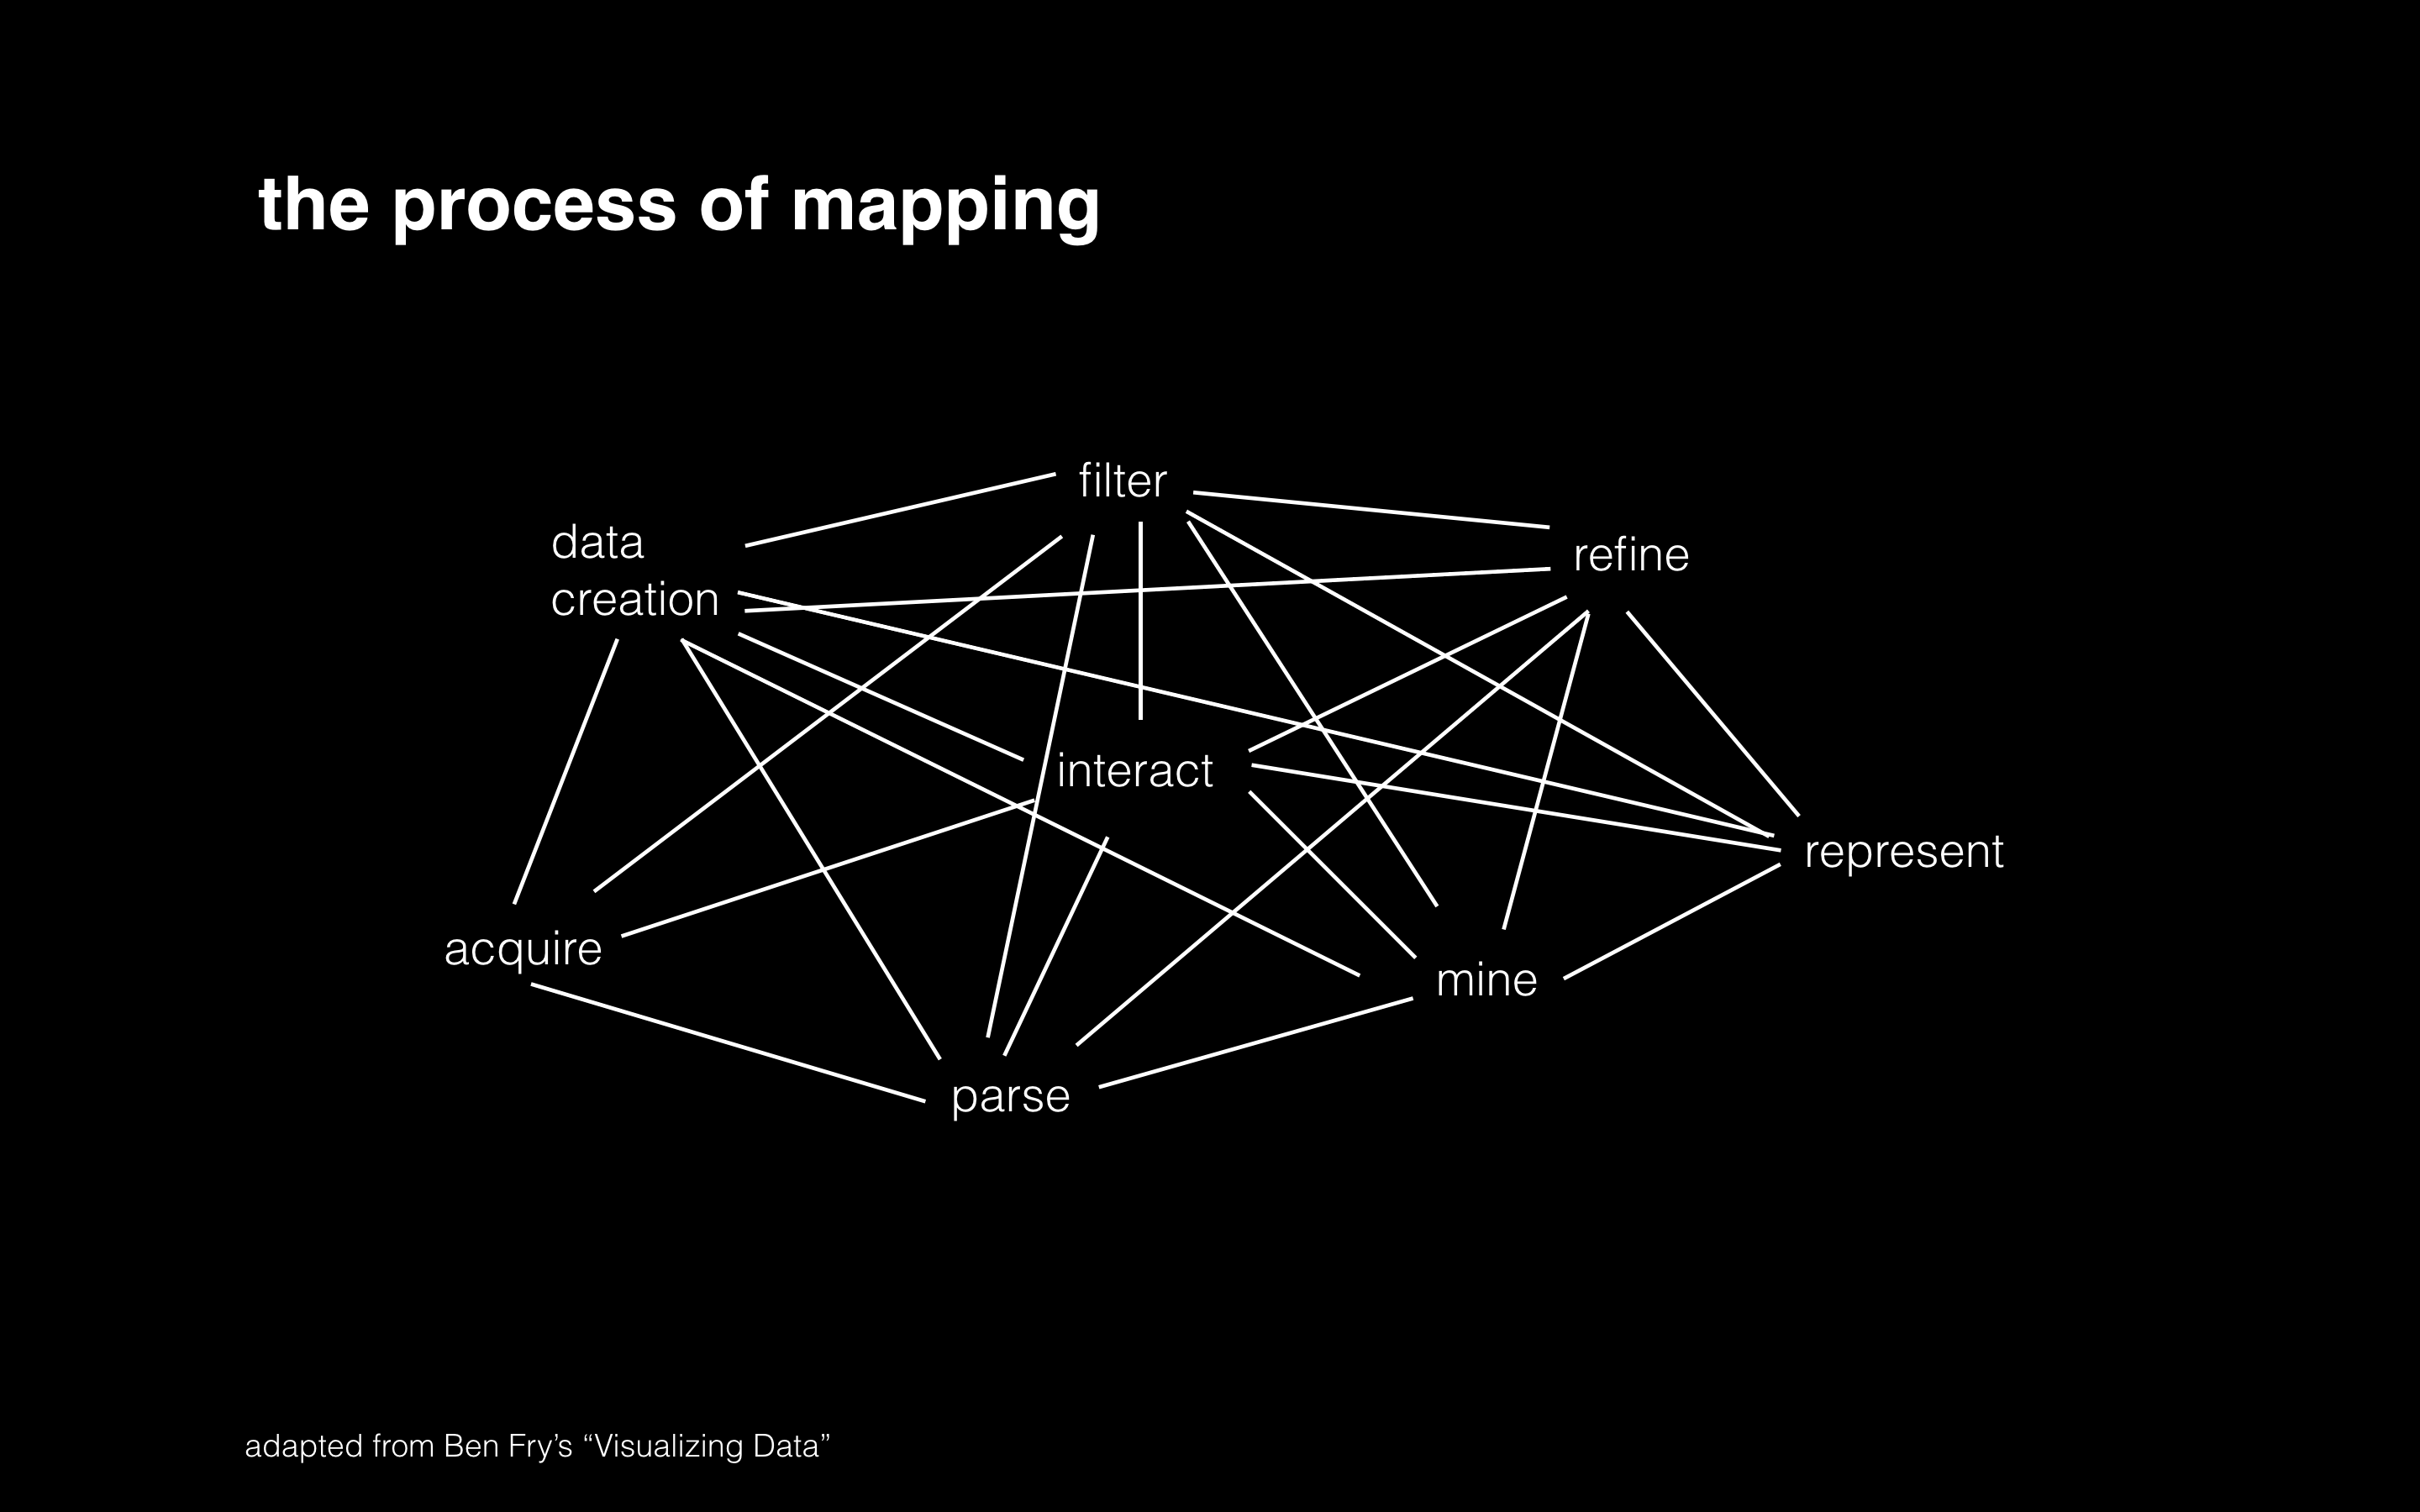 the process of mapping
filter
data
creation
refine
interact
represent
acquire
mine
parse
adapted from Ben Fry’s “Visualizing Data”